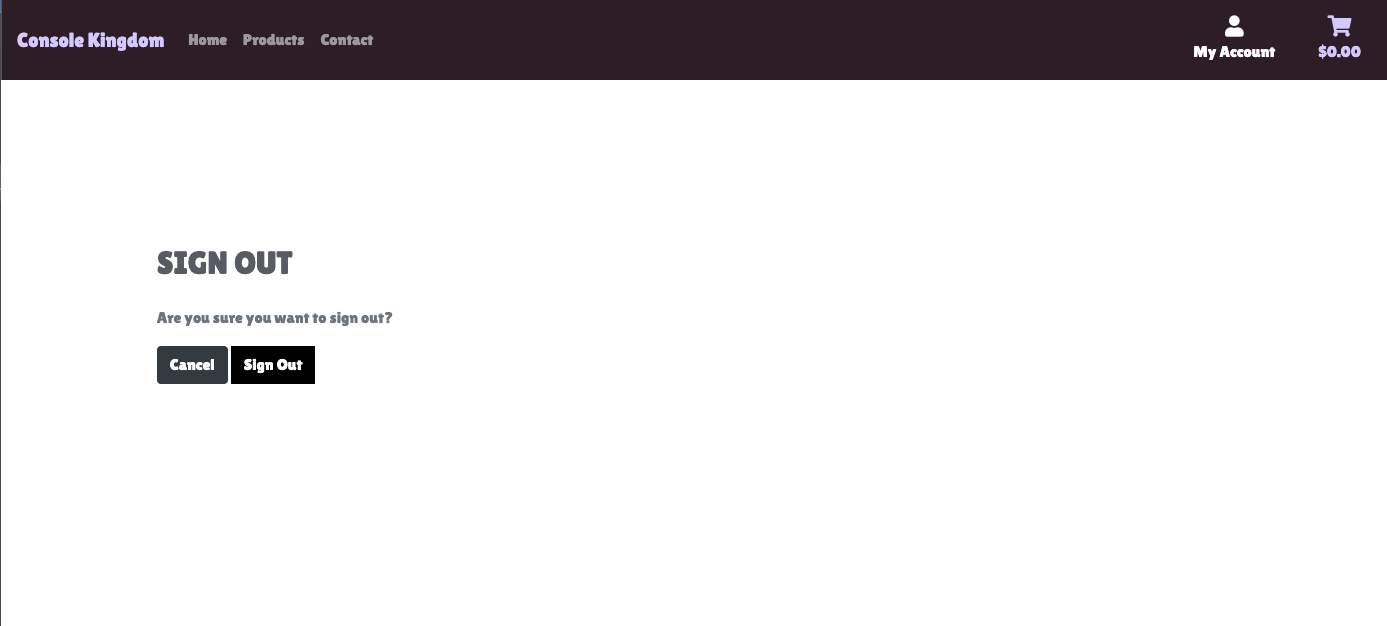 Console Kingdom Home Products Contact My Account $0.00
SIGN OUT
Are you sure you want to sign out?
Cancel Sign Out